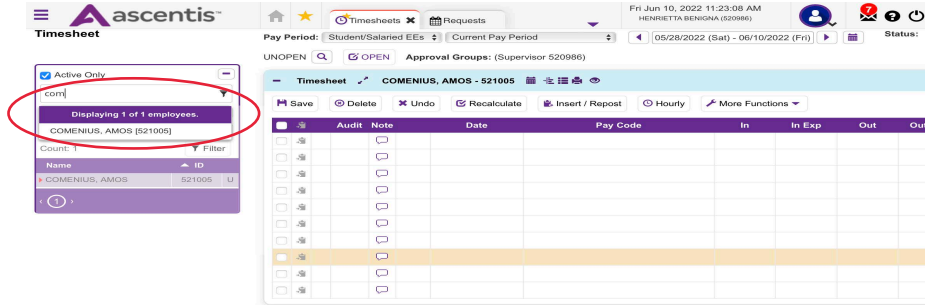 ascentis™
Timesheets
Requests
Fri Jun 10, 2022 11:23:08 AM
HENRIETTA BENIGNA (520986)
7
Timesheet
Pay Period: Student/Salaried EEs Current Pay Period 05/28/2022 (Sat) - 06/10/2022 (Fri) Status:
UNOPEN OPEN Approval Groups: (Supervisor 520986)
Active Only
com
Displaying 1 of 1 employees.
COMENIUS, AMOS [521005]
Count: 1 Filter
Name ID
COMENIUS, AMOS 521005 U
‹ 1 ›
Timesheet COMENIUS, AMOS - 521005
Save Delete Undo Recalculate Insert / Repost Hourly More Functions
Audit Note Date Pay Code In In Exp Out Out